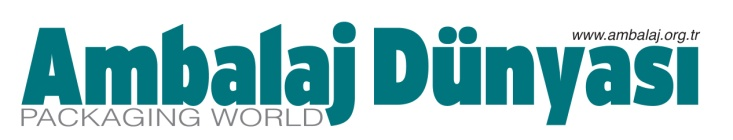 www.ambalaj.org.tr
Ambalaj Dünyası
PACKAGING WORLD